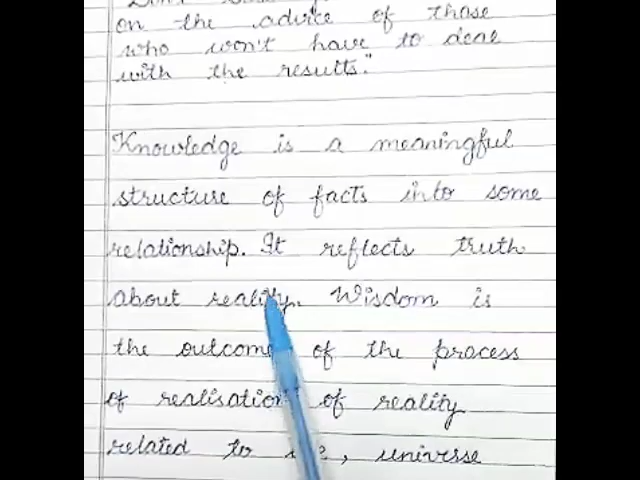 on the advice of those
who won't have to deal
with the results."
Knowledge is a meaningful
structure of facts into some
relationship. It reflects truth
about reality. Wisdom is
the outcome of the process
of realisation of reality
related to , universe